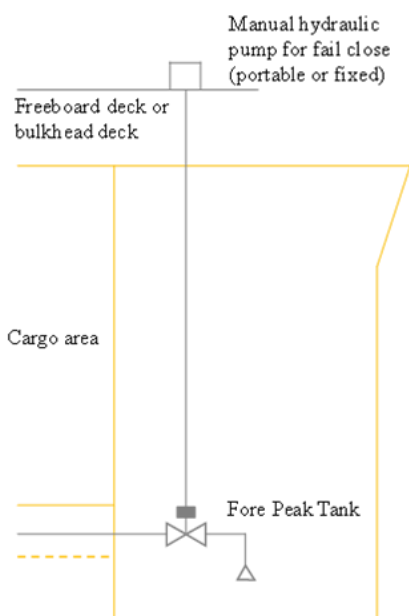 Manual hydraulic
pump for fail close
(portable or fixed)
Freeboard deck or
bulkhead deck
Cargo area
Fore Peak Tank